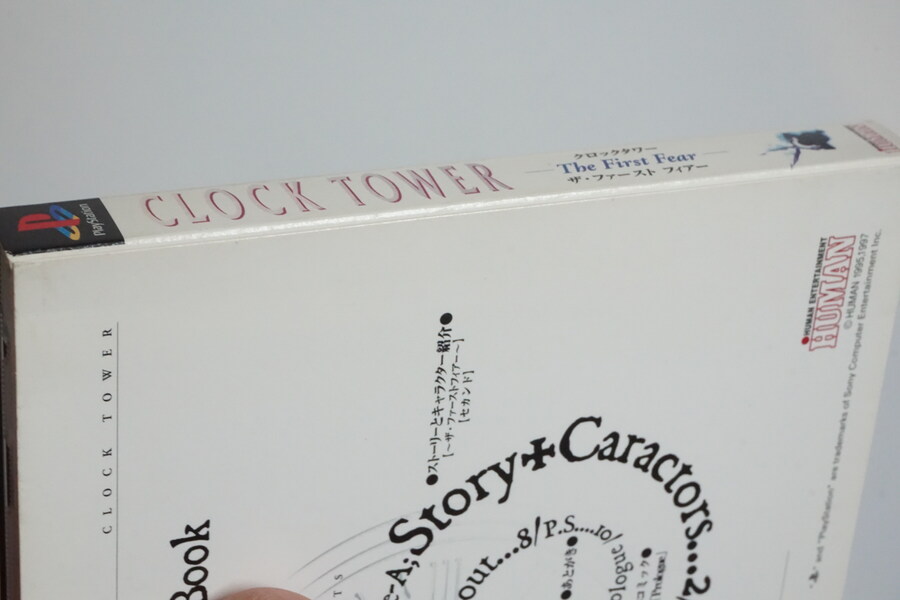 PlayStation
CLOCK TOWER
クロックタワー
The First Fear
ザ・ファースト フィアー
CLOCK TOWER
●ストーリーとキャラクター紹介●
[〜ザ・ファーストフィアー〜]
[セカンド]
Story✚Caractors...2/
our...8/P.S....10/
●あとがき●
Book
HUMAN ENTERTAINMENT
HUMAN
© HUMAN 1995,1997
and "PlayStation" are trademarks of Sony Computer Entertainment Inc.